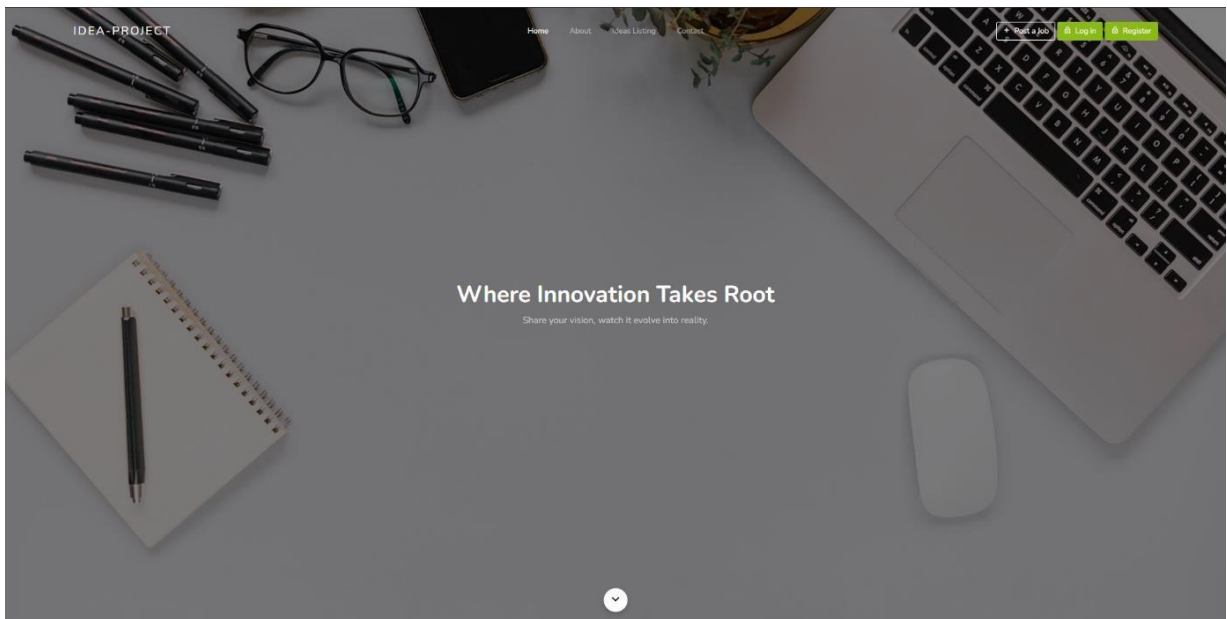 IDEA-PROJECT
Home About Ideas Listing Contact
+ Post a Job Log in Register
Where Innovation Takes Root
Share your vision, watch it evolve into reality.